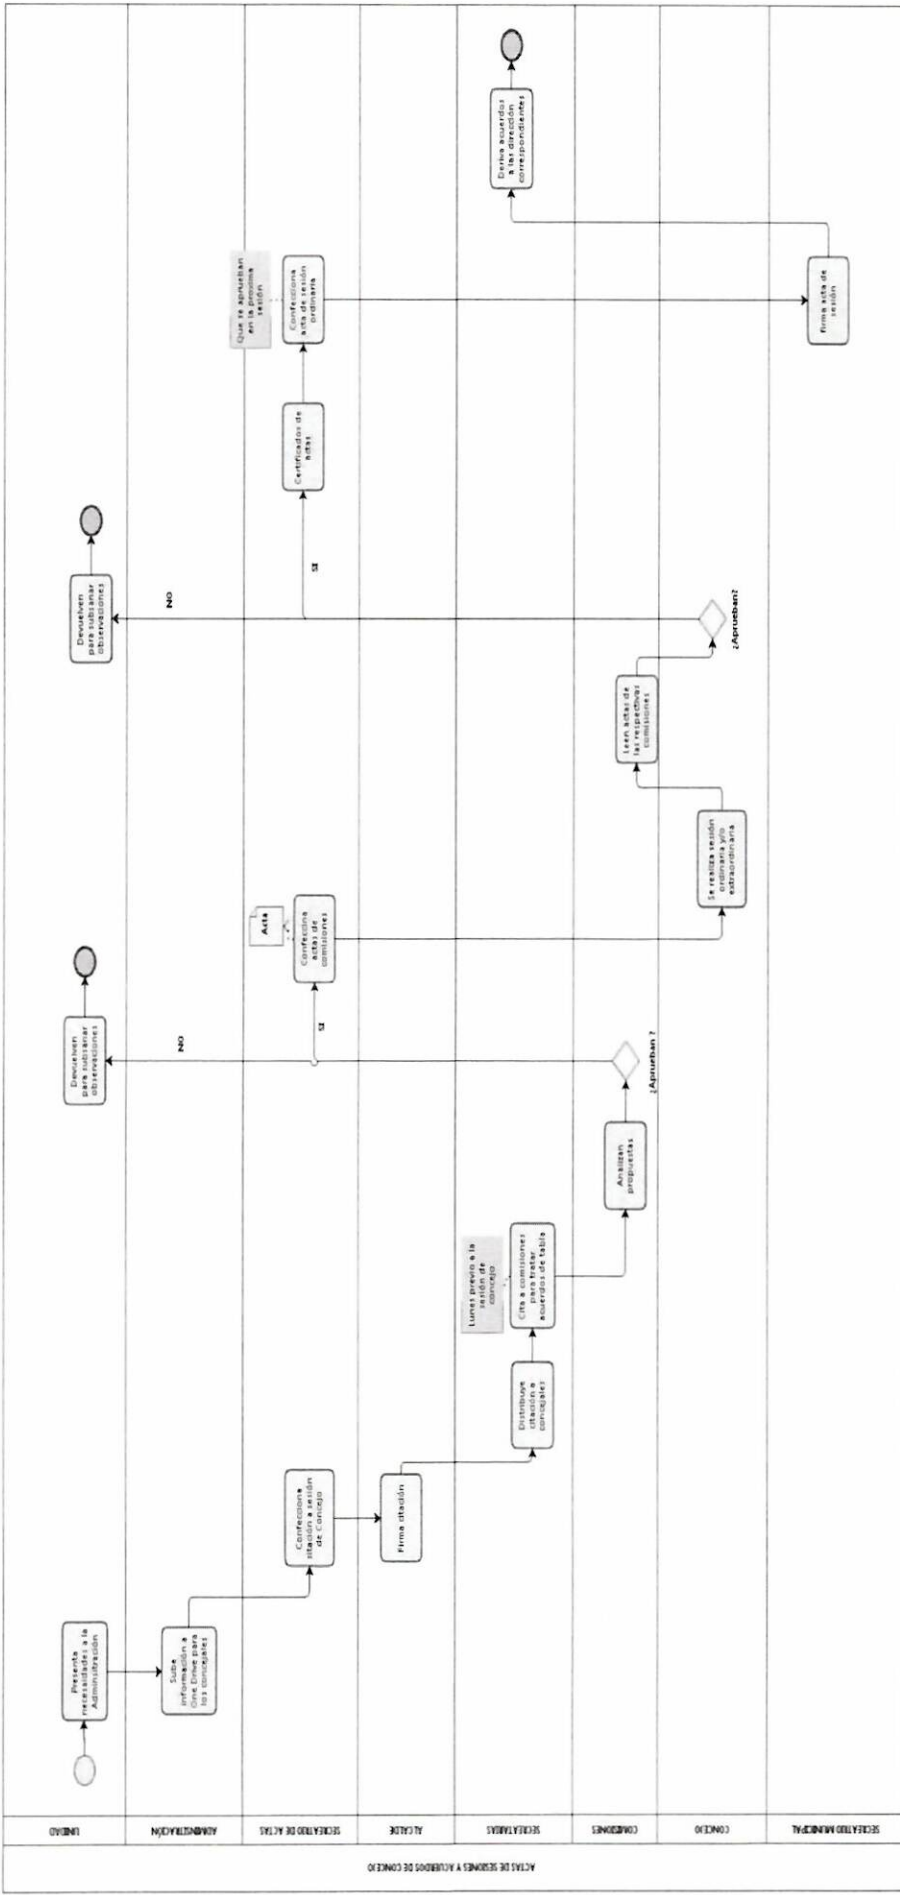 ACTAS DE SESIONES Y ACUERDOS DE CONCEJO
UNIDAD
ADMINISTRACIÓN
SECREATRIO DE ACTAS
ALCALDE
SECREATARIAS
COMISIONES
CONCEJO
SECREATRIO MUNICIPAL
Presenta
necesidades a la
Administración
Sube
información a
One Drive para
los concejales
Confecciona
citación a sesión
de Concejo
Firma citación
Distribuye
citación a
concejales
Lunes previo a la
sesión de
concejo
Cita a comisiones
para tratar
acuerdos de tabla
Analizan
propuestas
¿Aprueban ?
NO
SI
Devuelven
para subsanar
observaciones
Acta
Confecciona
actas de
comisiones
Se realiza sesión
ordinaria y/o
extraordinaria
Leen actas de
las respectivas
comisiones
¿Aprueban?
NO
SI
Devuelven
para subsanar
observaciones
Certificados de
actas
Que se aprueban
en la proxima
sesión
Confecciona
acta de sesión
ordinaria
firma acta de
sesión
Deriva acuerdos
a las dirección
correspondientes